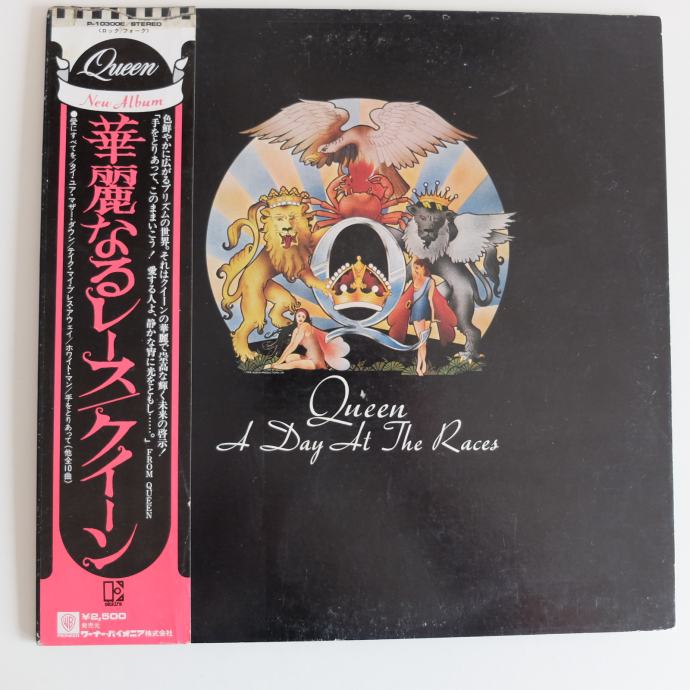 P-10300E/STEREO
(ロック/フォーク)
Queen
New Album
華麗なるレース/クイーン
色鮮やかに広がるプリズムの世界。それはクイーンの華麗で崇高な輝く未来の啓示!
「手をとりあって、このままいこう! 愛する人よ、静かな宵に光をともし……。」 FROM QUEEN
●愛にすべてを/タイ・ユア・マザー・ダウン/テイク・マイ・ブレス・アウェイ/ホワイト・マン/手をとりあって(他全10曲)
¥2,500
発売元
ワーナー・パイオニア株式会社
Queen
A Day At The Races